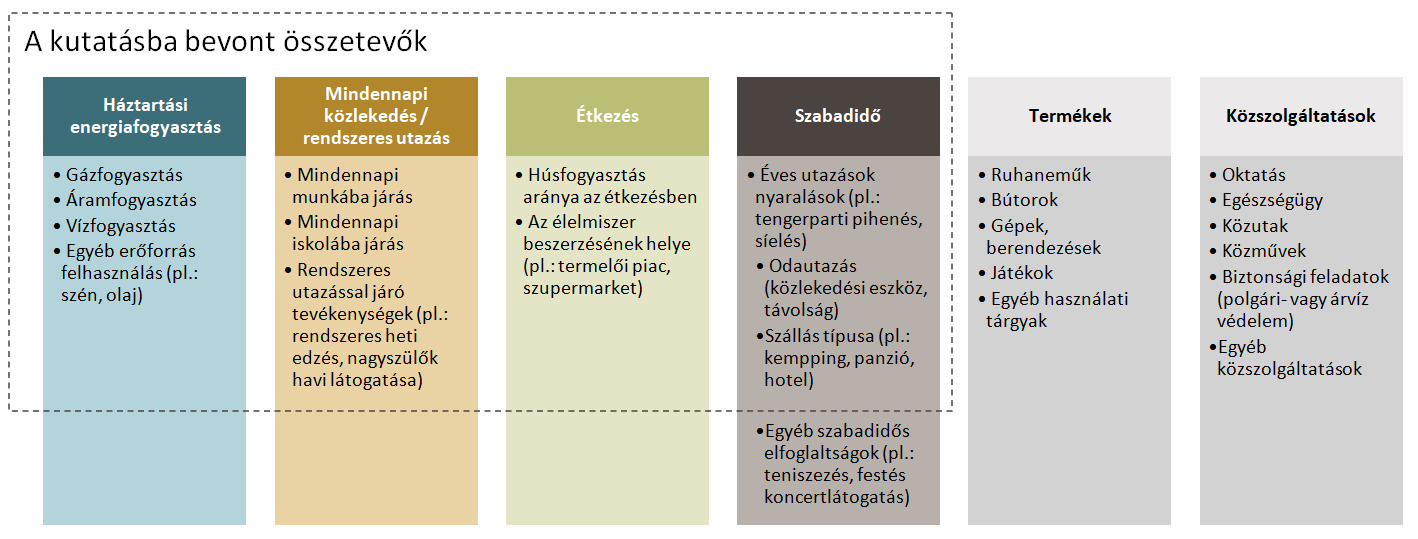 A kutatásba bevont összetevők
Háztartási
energiafogyasztás
• Gázfogyasztás
• Áramfogyasztás
• Vízfogyasztás
• Egyéb erőforrás
felhasználás (pl.:
szén, olaj)
Mindennapi
közlekedés /
rendszeres utazás
• Mindennapi
munkába járás
• Mindennapi
iskolába járás
• Rendszeres
utazással járó
tevékenységek (pl.:
rendszeres heti
edzés, nagyszülők
havi látogatása)
Étkezés
• Húsfogyasztás
aránya az étkezésben
• Az élelmiszer
beszerzésének helye
(pl.: termelői piac,
szupermarket)
Szabadidő
• Éves utazások
nyaralások (pl.:
tengerparti pihenés,
síelés)
• Odautazás
(közlekedési eszköz,
távolság)
•Szállás típusa (pl.:
kempping, panzió,
hotel)
•Egyéb szabadidős
elfoglaltságok (pl.:
teniszezés, festés
koncertlátogatás)
Termékek
• Ruhaneműk
• Bútorok
• Gépek,
berendezések
• Játékok
• Egyéb használati
tárgyak
Közszolgáltatások
• Oktatás
• Egészségügy
• Közutak
• Közművek
• Biztonsági feladatok
(polgári- vagy árvíz
védelem)
•Egyéb
közszolgáltatások